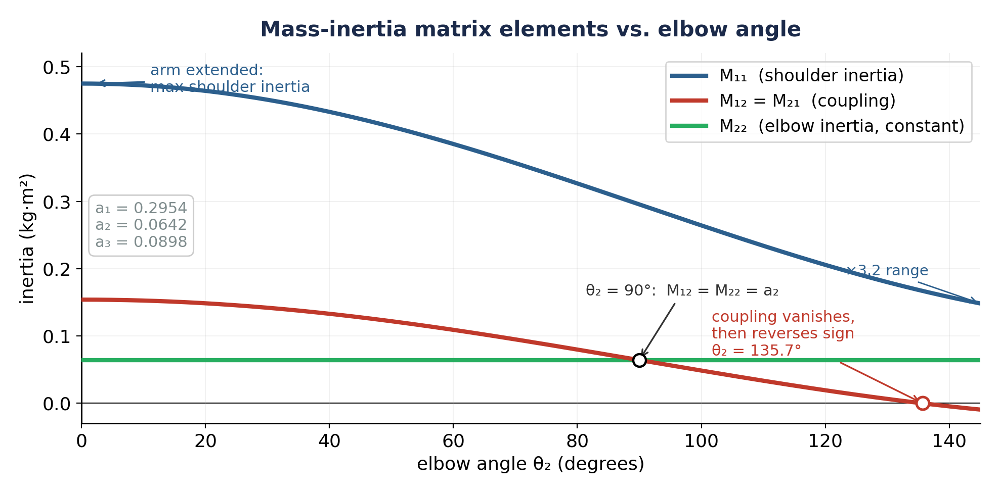 Mass-inertia matrix elements vs. elbow angle
arm extended:
max shoulder inertia
M₁₁ (shoulder inertia)
M₁₂ = M₂₁ (coupling)
M₂₂ (elbow inertia, constant)
a₁ = 0.2954
a₂ = 0.0642
a₃ = 0.0898
×3.2 range
θ₂ = 90°: M₁₂ = M₂₂ = a₂
coupling vanishes,
then reverses sign
θ₂ = 135.7°
inertia (kg·m²)
0.5
0.4
0.3
0.2
0.1
0.0
0 20 40 60 80 100 120 140
elbow angle θ₂ (degrees)